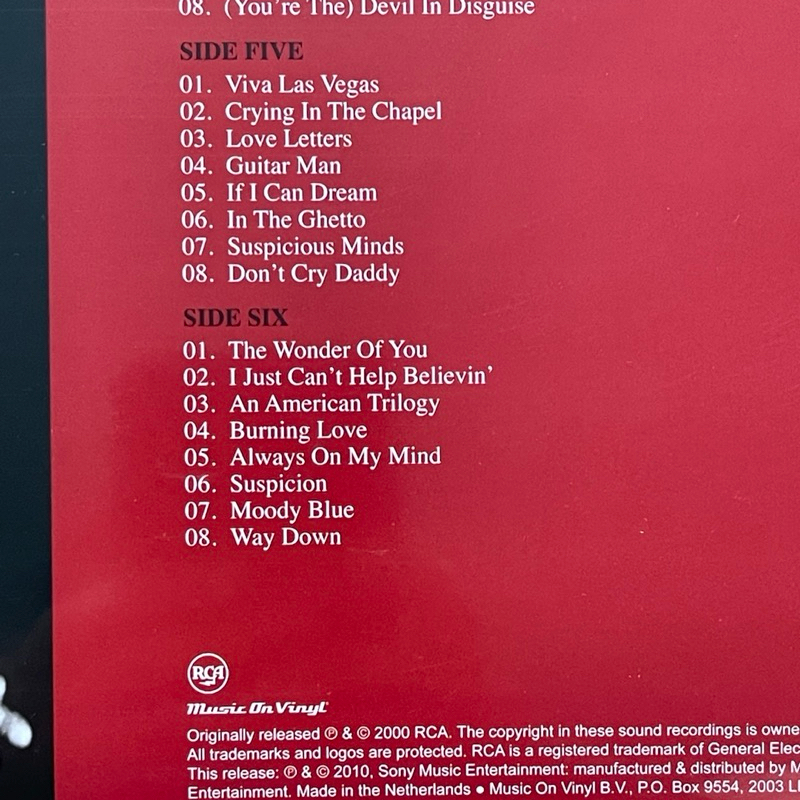 08. (You're The) Devil In Disguise
SIDE FIVE
01. Viva Las Vegas
02. Crying In The Chapel
03. Love Letters
04. Guitar Man
05. If I Can Dream
06. In The Ghetto
07. Suspicious Minds
08. Don't Cry Daddy
SIDE SIX
01. The Wonder Of You
02. I Just Can't Help Believin'
03. An American Trilogy
04. Burning Love
05. Always On My Mind
06. Suspicion
07. Moody Blue
08. Way Down
RCA
Music On Vinyl
Originally released ℗ & © 2000 RCA. The copyright in these sound recordings is owne
All trademarks and logos are protected. RCA is a registered trademark of General Elec
This release: ℗ & © 2010, Sony Music Entertainment: manufactured & distributed by M
Entertainment. Made in the Netherlands ● Music On Vinyl B.V., P.O. Box 9554, 2003 L